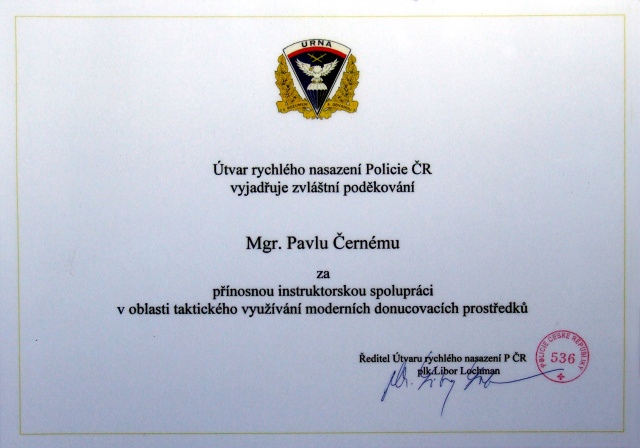 URNA
Útvar rychlého nasazení Policie ČR
vyjadřuje zvláštní poděkování
Mgr. Pavlu Černému
za
přínosnou instruktorskou spolupráci
v oblasti taktického využívání moderních donucovacích prostředků
Ředitel Útvaru rychlého nasazení P ČR
plk.Libor Lochman
POLICIE ČESKÉ REPUBLIKY
536